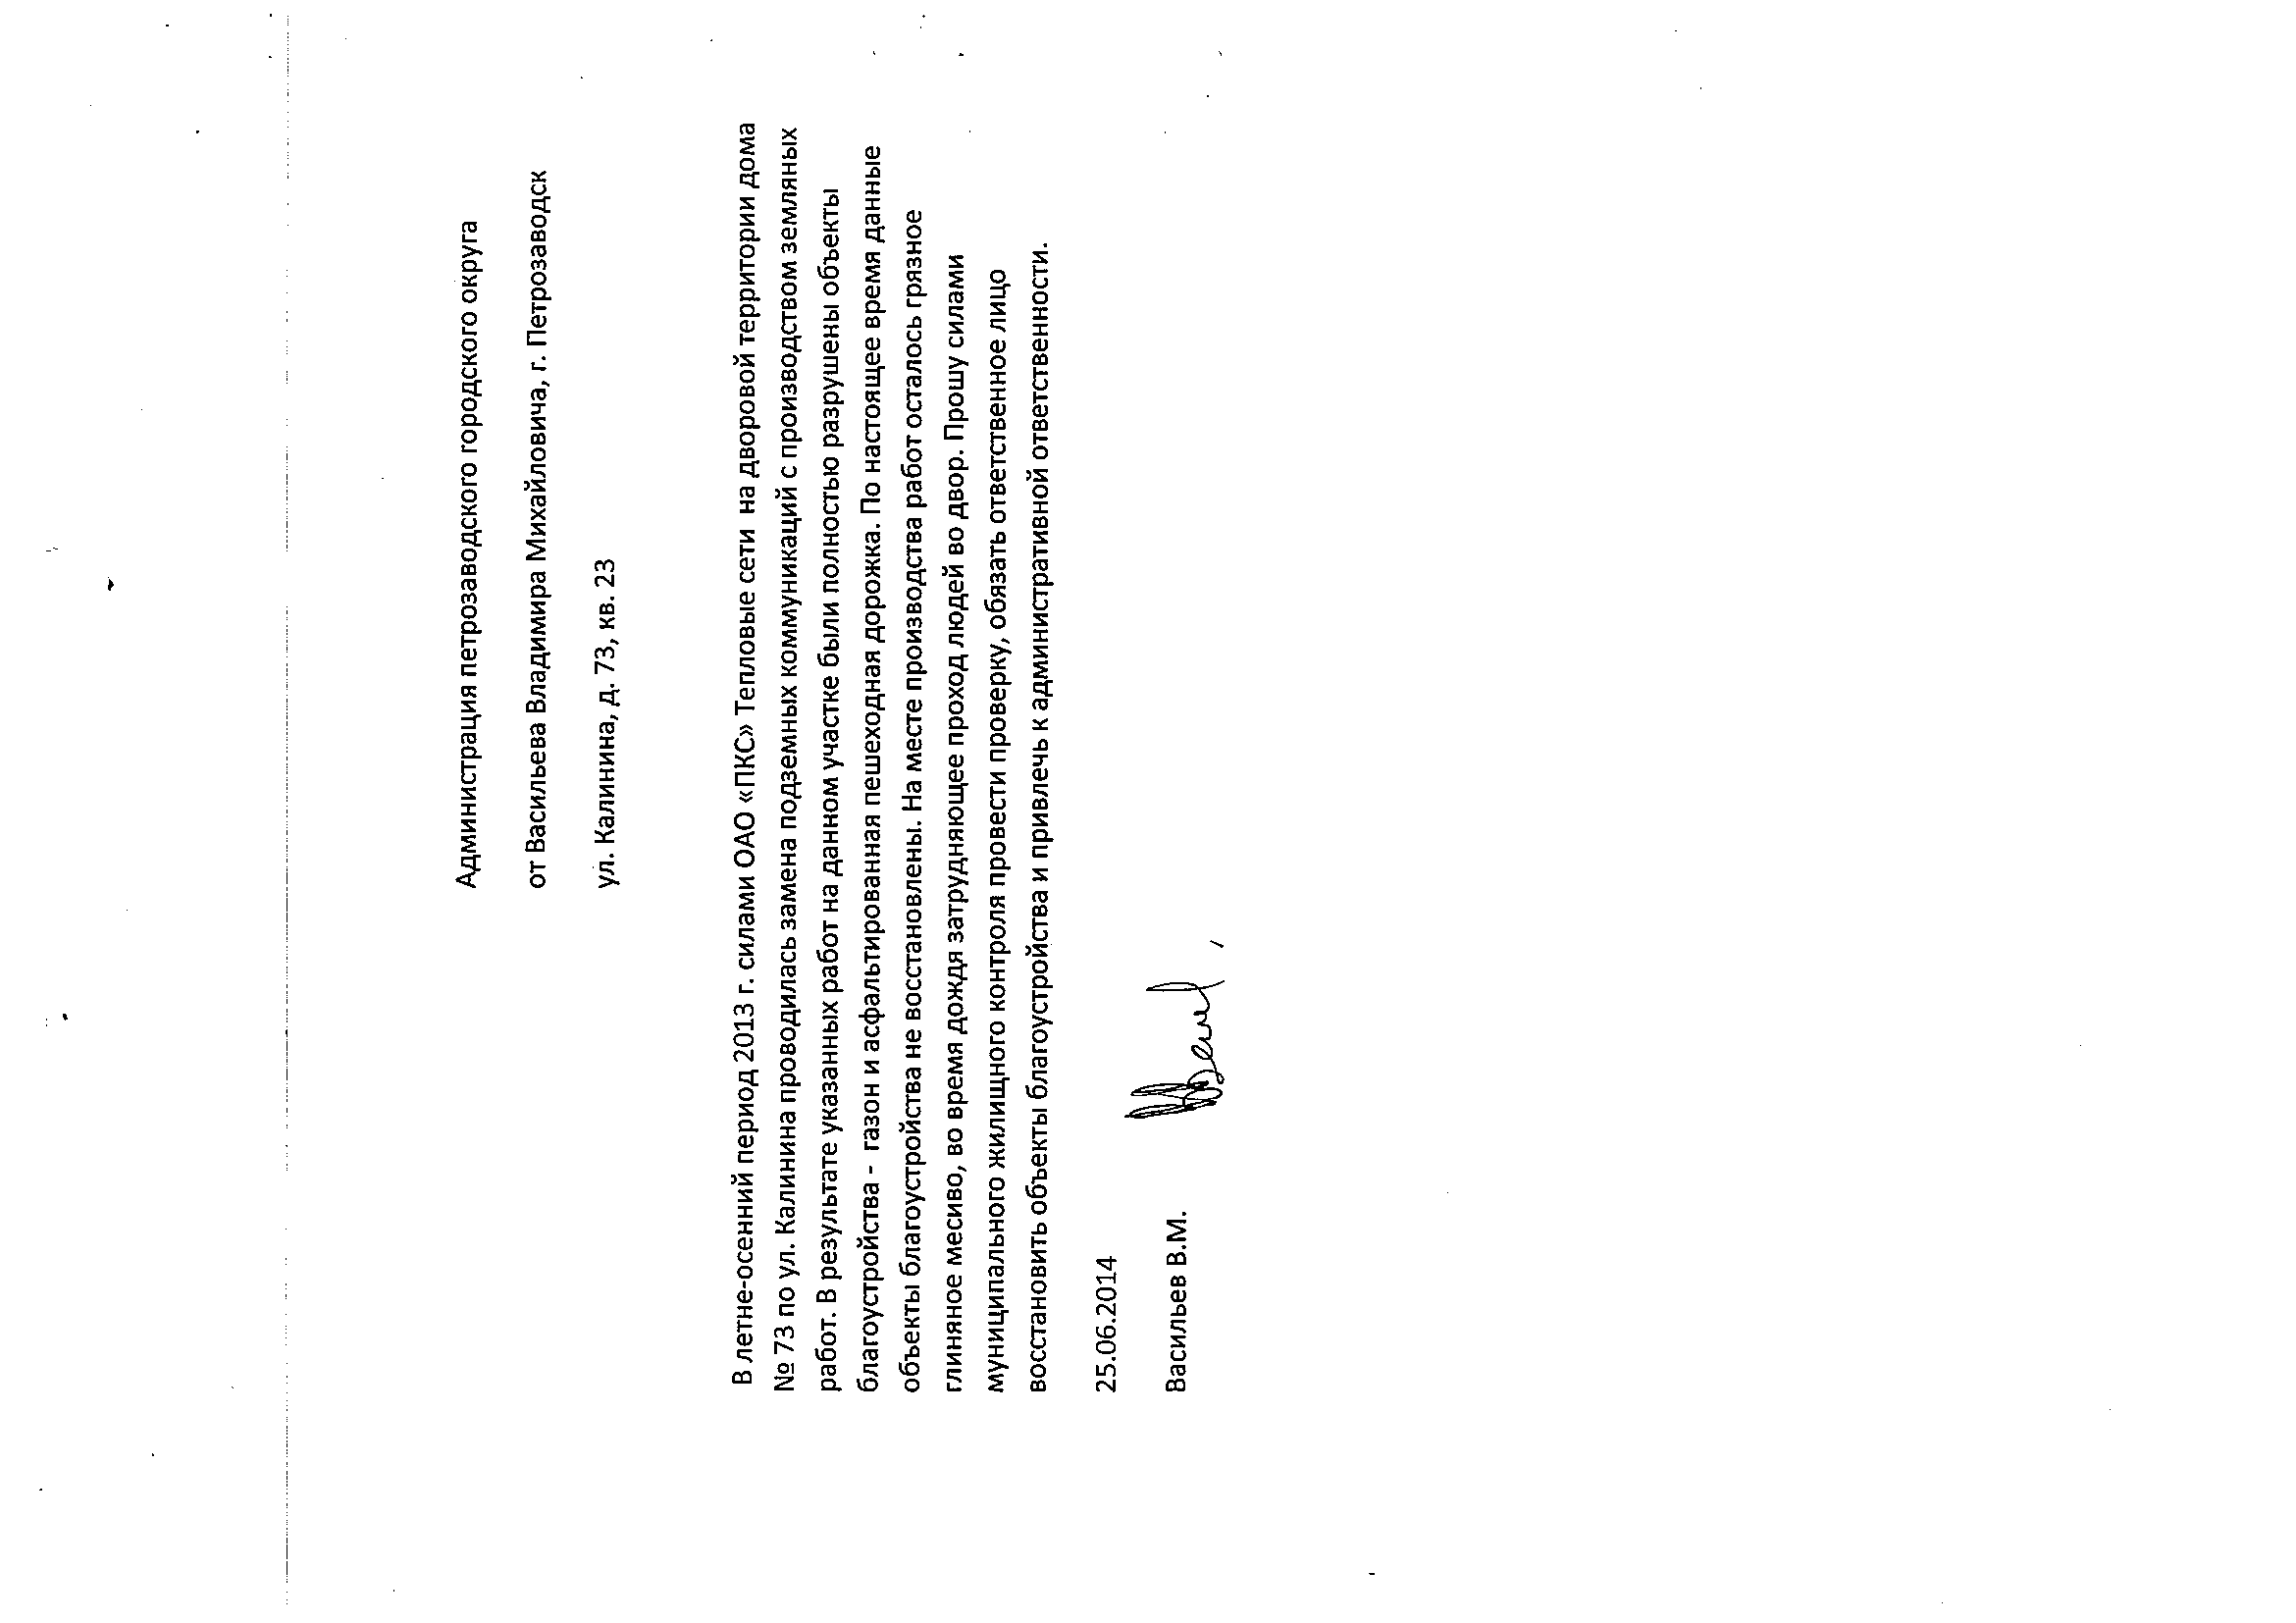 Администрация петрозаводского городского округа
от Васильева Владимира Михайловича, г. Петрозаводск
ул. Калинина, д. 73, кв. 23
В летне-осенний период 2013 г. силами ОАО «ПКС» Тепловые сети на дворовой территории дома
№ 73 по ул. Калинина проводилась замена подземных коммуникаций с производством земляных
работ. В результате указанных работ на данном участке были полностью разрушены объекты
благоустройства - газон и асфальтированная пешеходная дорожка. По настоящее время данные
объекты благоустройства не восстановлены. На месте производства работ осталось грязное
глиняное месиво, во время дождя затрудняющее проход людей во двор. Прошу силами
муниципального жилищного контроля провести проверку, обязать ответственное лицо
восстановить объекты благоустройства и привлечь к административной ответственности.
25.06.2014
Васильев В.М.